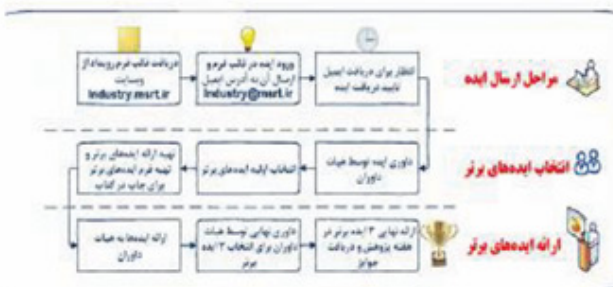 مراحل ارسال ایده
دریافت قالب فرم رویداد از
وبسایت
industry.msrt.ir
ورود ایده در قالب فرم و
ارسال آن به آدرس ایمیل
industry@msrt.ir
انتظار برای دریافت ایمیل
تایید دریافت ایده
انتخاب ایده‌های برتر
داوری ایده توسط هیات
داوران
انتخاب اولیه ایده‌های برتر
تهیه ارائه ایده‌های برتر و
تهیه فرم ایده‌های برتر
برای چاپ در کتاب
ارائه ایده‌های برتر
ارائه ایده‌ها به هیات
داوران
داوری نهایی توسط هیات
داوران برای انتخاب ۳ ایده
برتر
ارائه نهایی ۳ ایده برتر در
هفته پژوهش و دریافت
جوایز